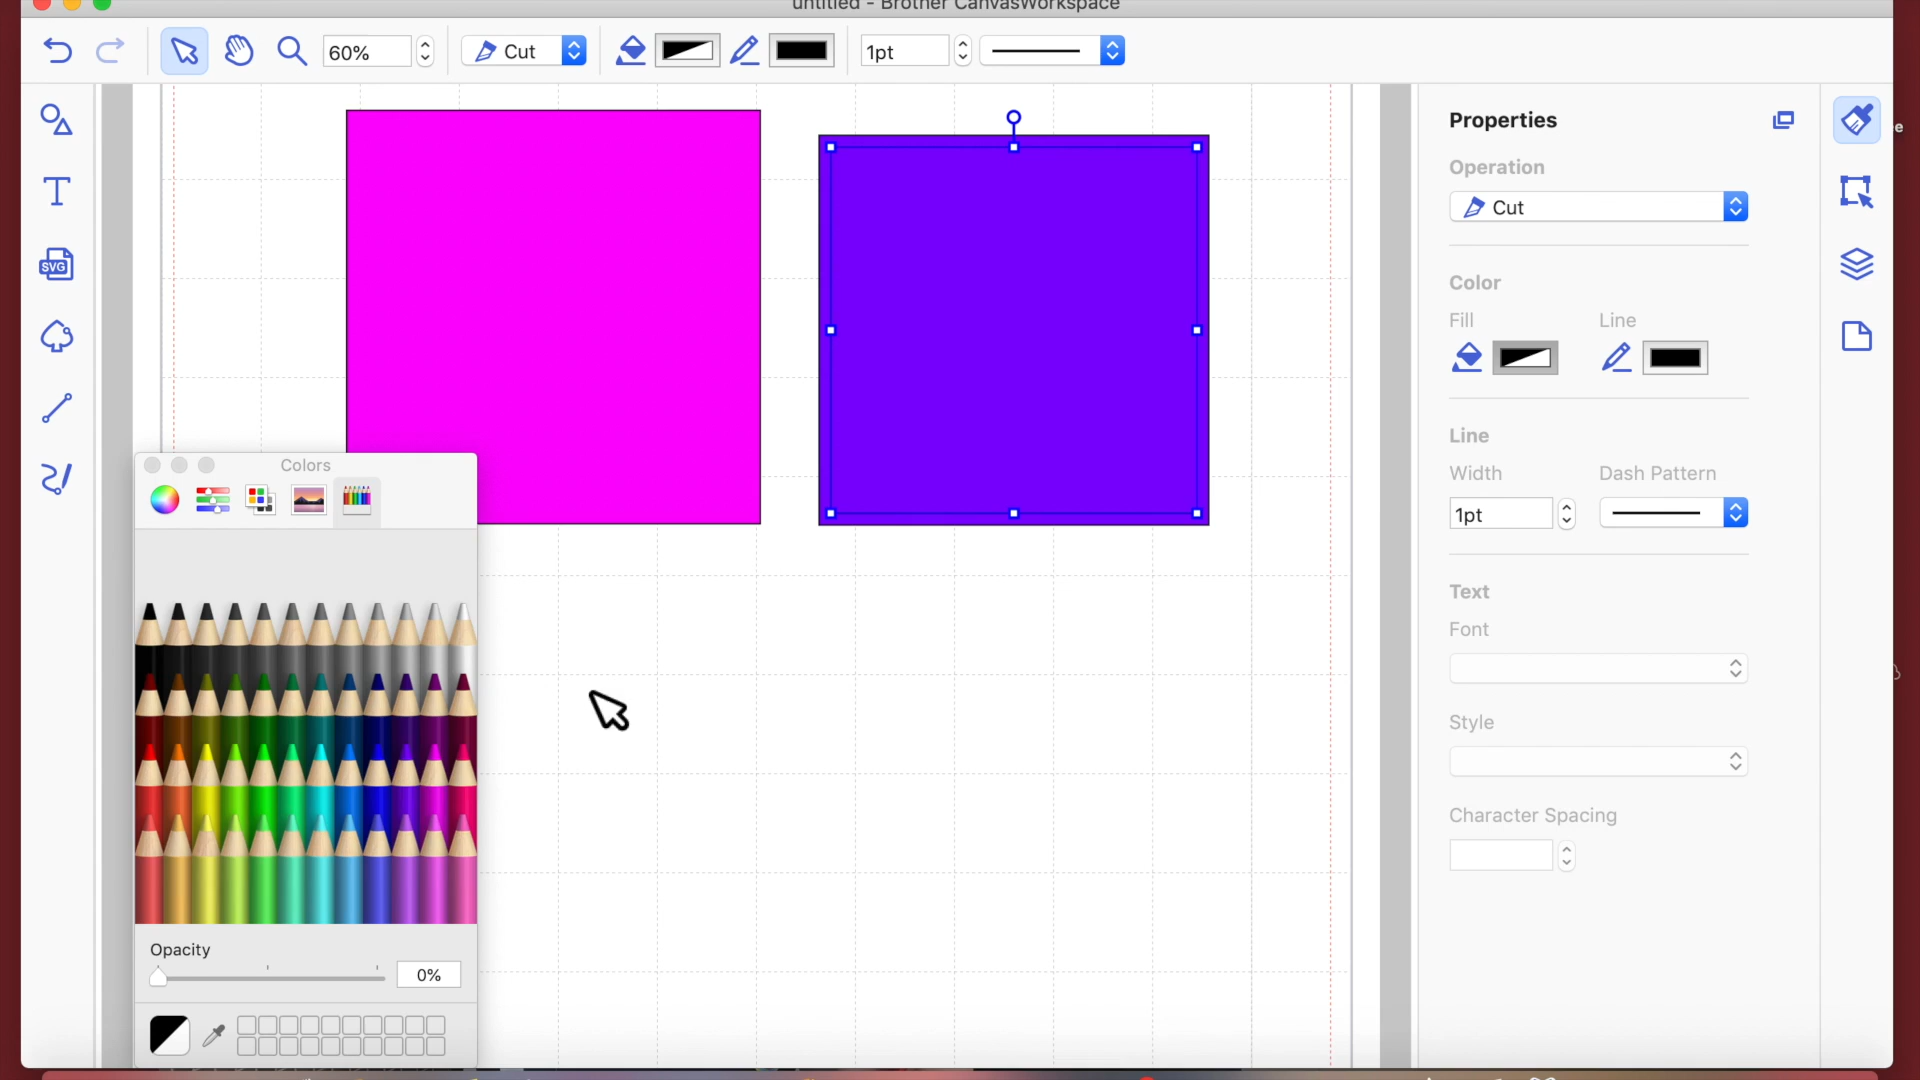 untitled - Brother CanvasWorkspace
60%
Cut
1pt
T
SVG
Properties
Operation
Cut
Color
Fill
Line
Line
Width
Dash Pattern
1pt
Text
Font
Style
Character Spacing
Colors
Opacity
0%